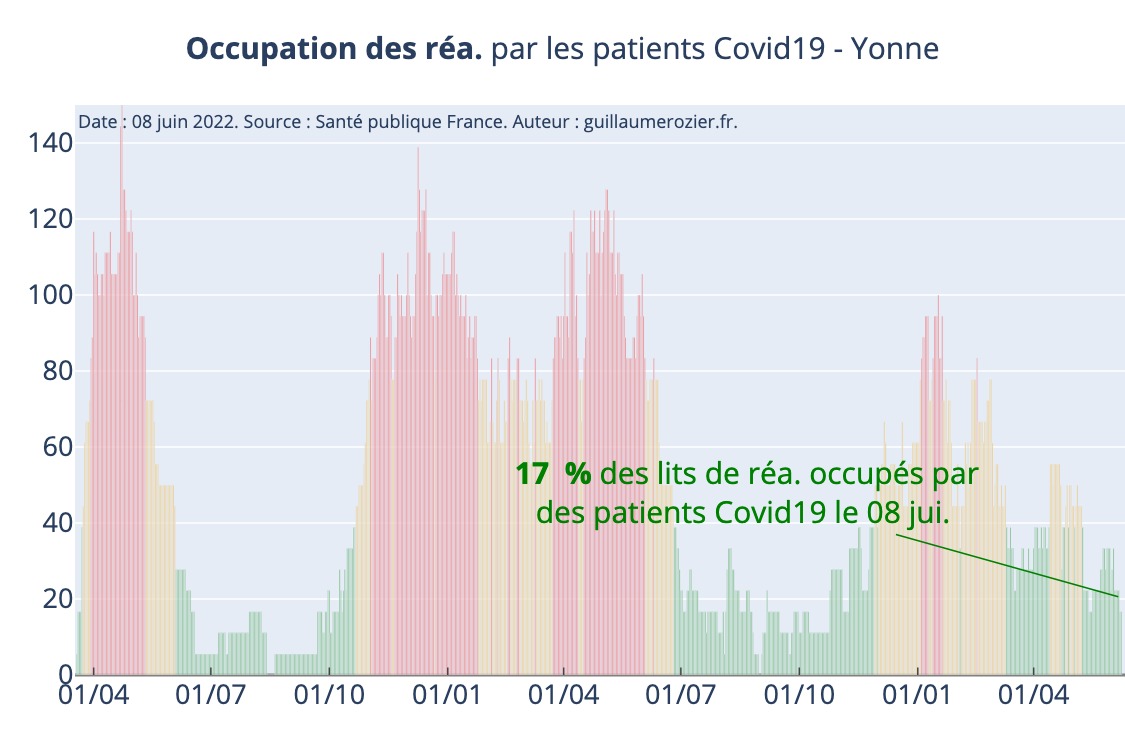 Occupation des réa. par les patients Covid19 - Yonne
Date : 08 juin 2022. Source : Santé publique France. Auteur : guillaumerozier.fr.
140
120
100
80
60
40
20
0
17 % des lits de réa. occupés par
des patients Covid19 le 08 jui.
01/04 01/07 01/10 01/01 01/04 01/07 01/10 01/01 01/04